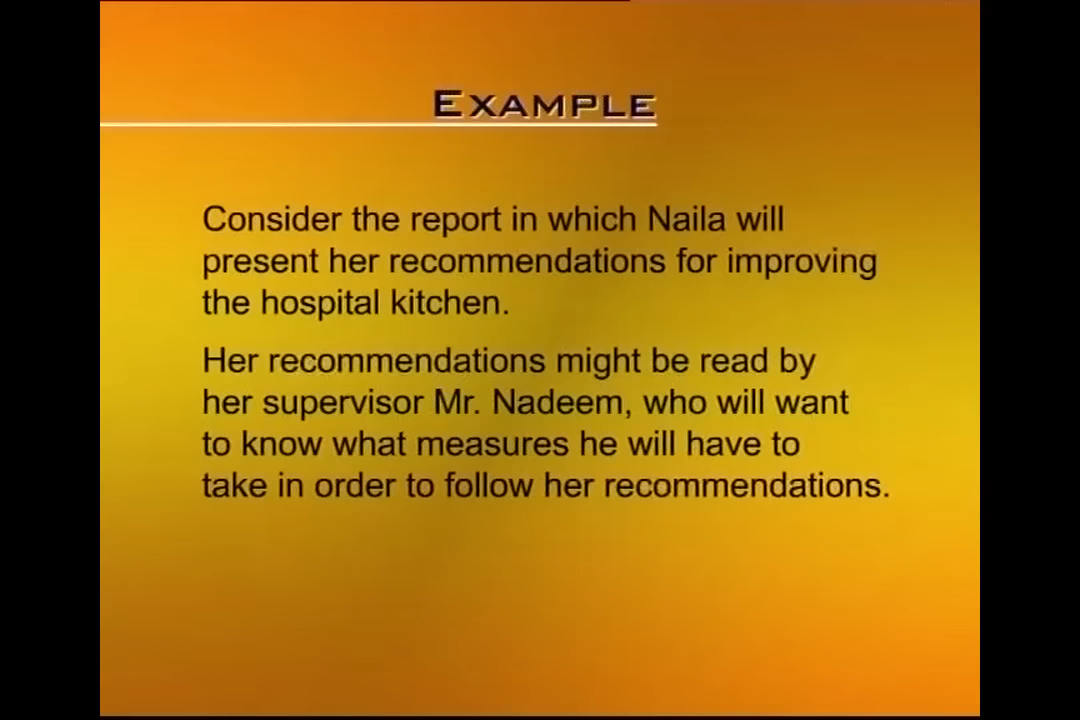 EXAMPLE
Consider the report in which Naila will
present her recommendations for improving
the hospital kitchen.
Her recommendations might be read by
her supervisor Mr. Nadeem, who will want
to know what measures he will have to
take in order to follow her recommendations.